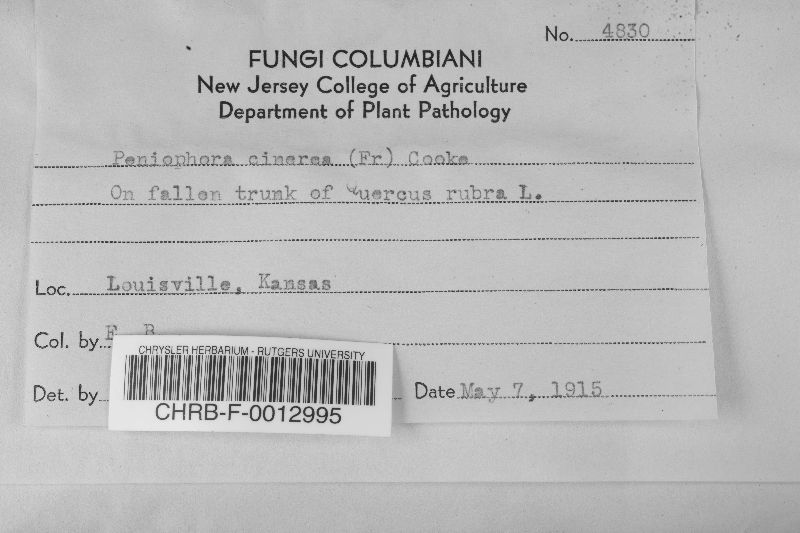 No. 4830
FUNGI COLUMBIANI
New Jersey College of Agriculture
Department of Plant Pathology
Peniophora cinerea (Fr) Cooke
On fallen trunk of Quercus rubra L.
Loc. Louisville, Kansas
Col. by E. B
CHRYSLER HERBARIUM - RUTGERS UNIVERSITY
Det. by
CHRB-F-0012995
Date May 7, 1915